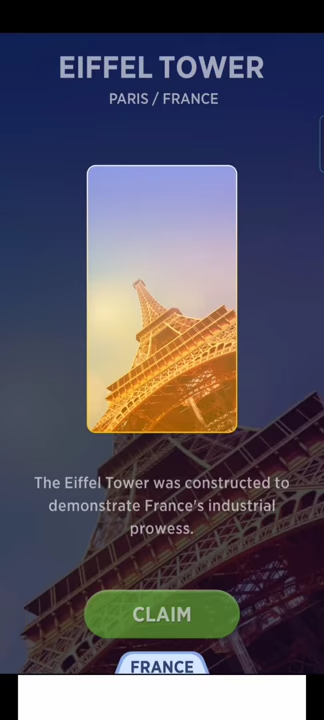 EIFFEL TOWER
PARIS / FRANCE
The Eiffel Tower was constructed to
demonstrate France's industrial
prowess.
CLAIM
FRANCE